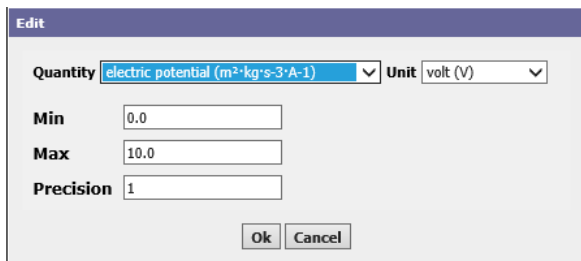 Edit
Quantity electric potential (m²·kg·s-3·A-1) Unit volt (V)
Min 0.0
Max 10.0
Precision 1
Ok Cancel